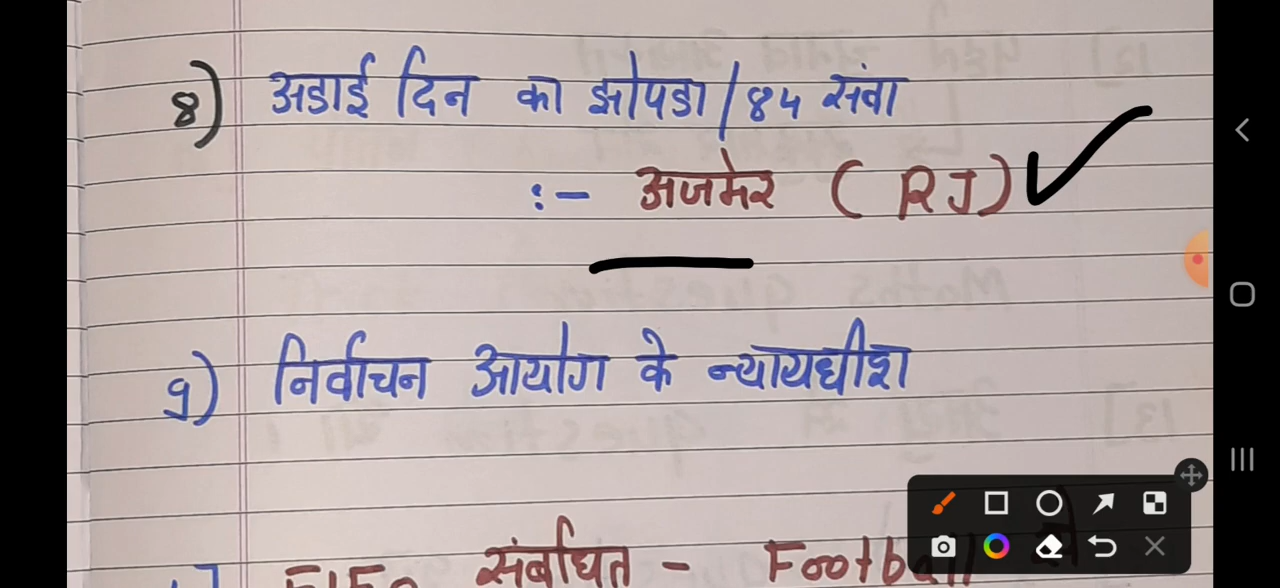 8) अडाई दिन का झोपडा / 84 संवा
:- अजमेर ( RJ )
9) निर्वाचन आयोग के न्यायधीश
संबंधित - Football